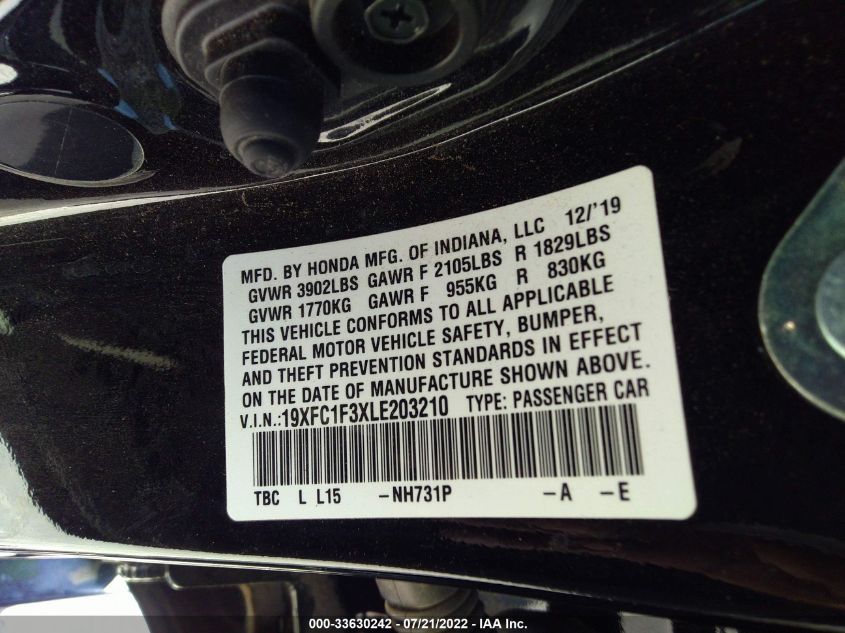 MFD. BY HONDA MFG. OF INDIANA, LLC 12/'19
GVWR 3902LBS GAWR F 2105LBS R 1829LBS
GVWR 1770KG GAWR F 955KG R 830KG
THIS VEHICLE CONFORMS TO ALL APPLICABLE
FEDERAL MOTOR VEHICLE SAFETY, BUMPER,
AND THEFT PREVENTION STANDARDS IN EFFECT
ON THE DATE OF MANUFACTURE SHOWN ABOVE.
V.I.N.:19XFC1F3XLE203210 TYPE: PASSENGER CAR
TBC L L15 -NH731P -A -E
000-33630242 - 07/21/2022 - IAA Inc.